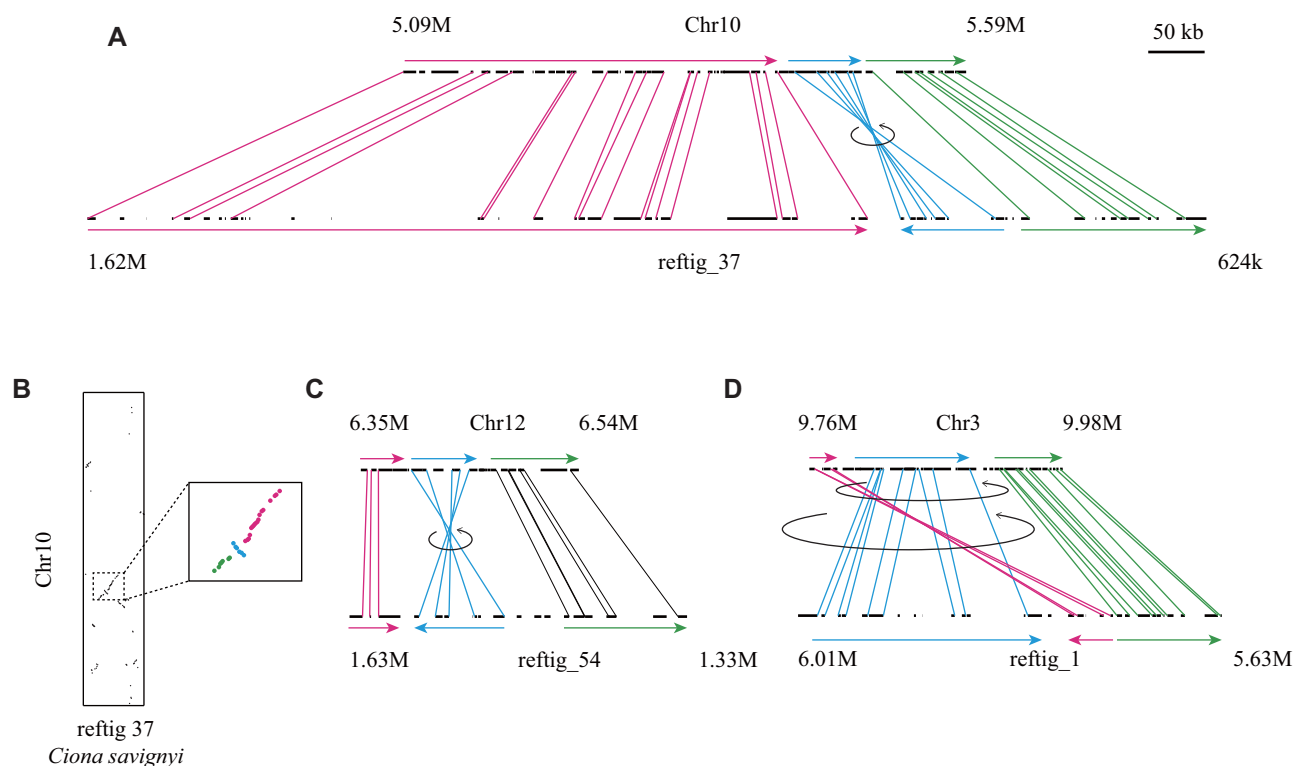 A
5.09M Chr10 5.59M 50 kb
1.62M reftig_37 624k
B
Chr10
reftig 37
Ciona savignyi
C
6.35M Chr12 6.54M
1.63M reftig_54 1.33M
D
9.76M Chr3 9.98M
6.01M reftig_1 5.63M